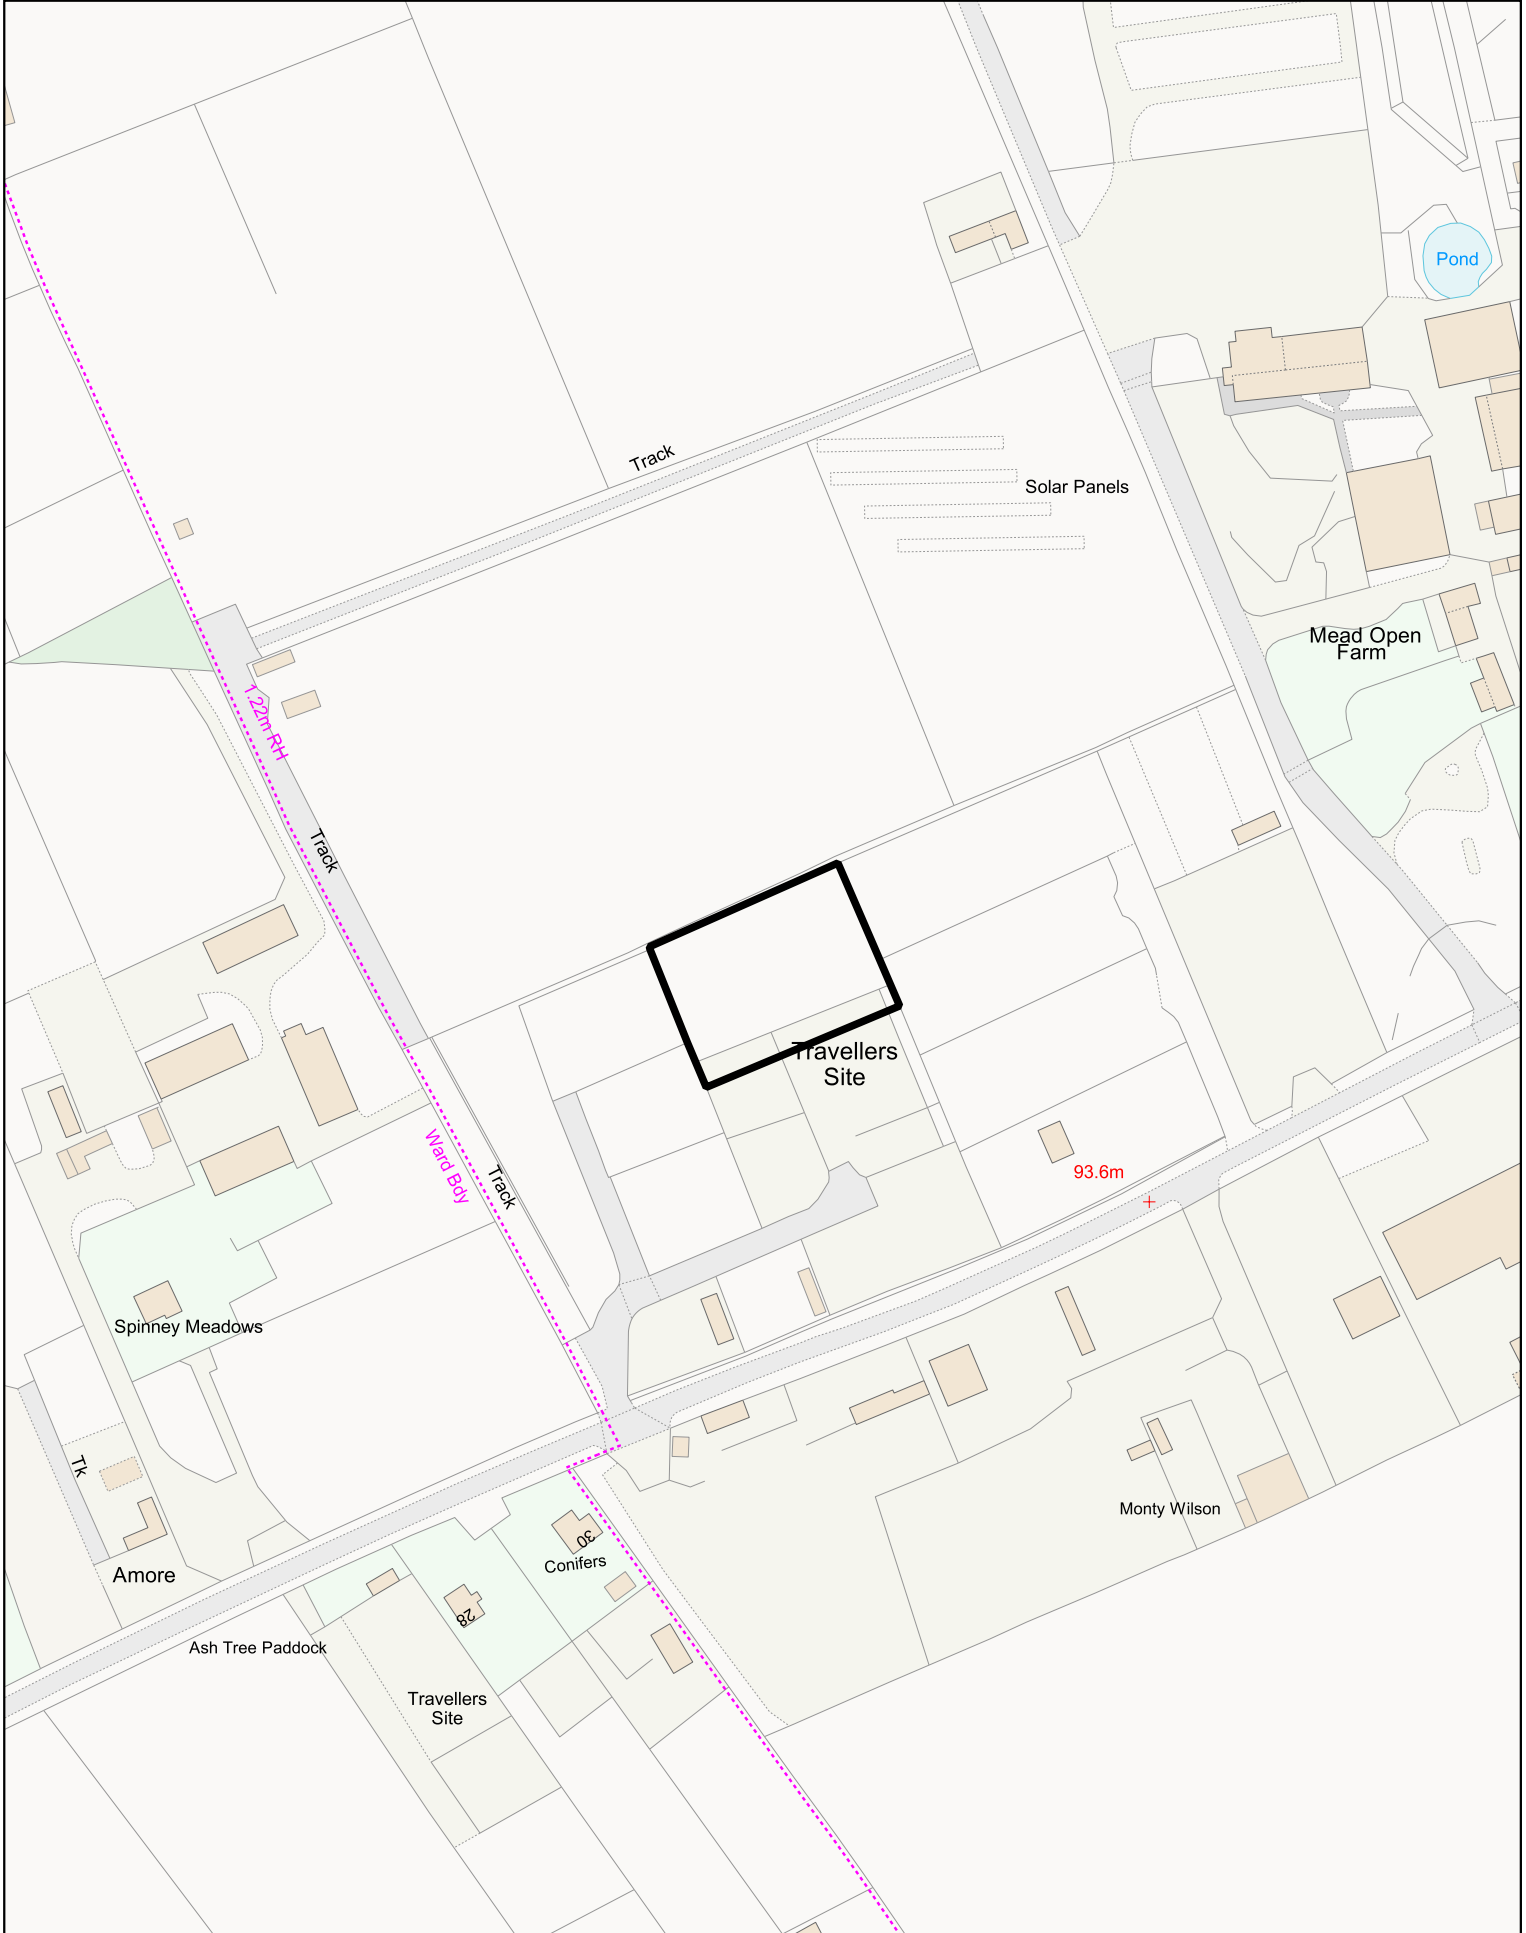 Pond
Track
Solar Panels
Mead Open
Farm
1.22m RH
Track
Travellers
Site
Ward Bdy
Track
93.6m
Spinney Meadows
Tk
Monty Wilson
30
Conifers
Amore
28
Ash Tree Paddock
Travellers
Site